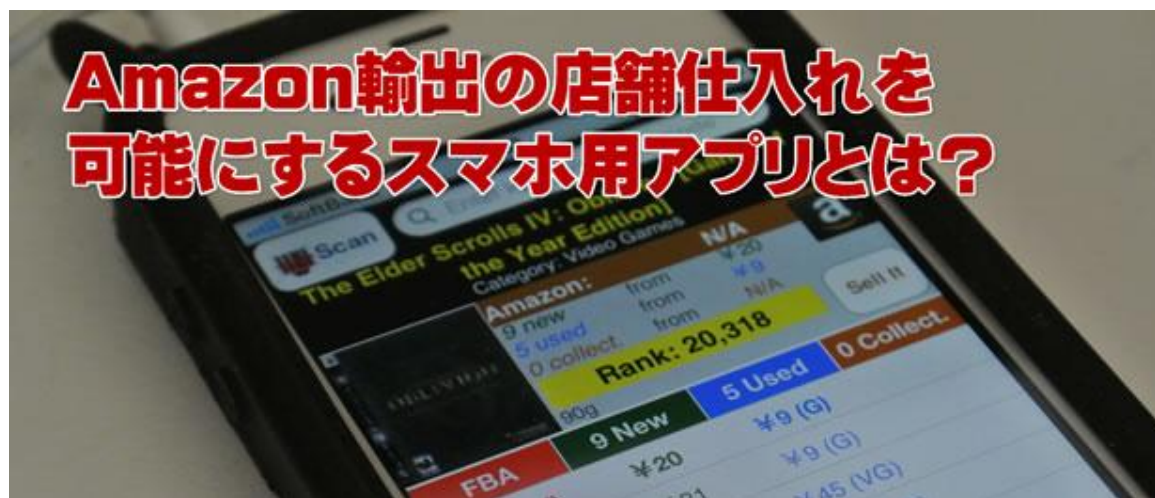 Amazon輸出の店舗仕入れを
可能にするスマホ用アプリとは？
Scan
The Elder Scrolls IV: 
the Year Edition]
Category: Video Games
Amazon: N/A
9 new from ¥20
5 used from ¥9
0 collect. from N/A
Sell It
Rank: 20,318
90g
OBLIVION
FBA 9 New 5 Used 0 Collect.
¥20 ¥9 (G)
¥9 (G)
¥45 (VG)